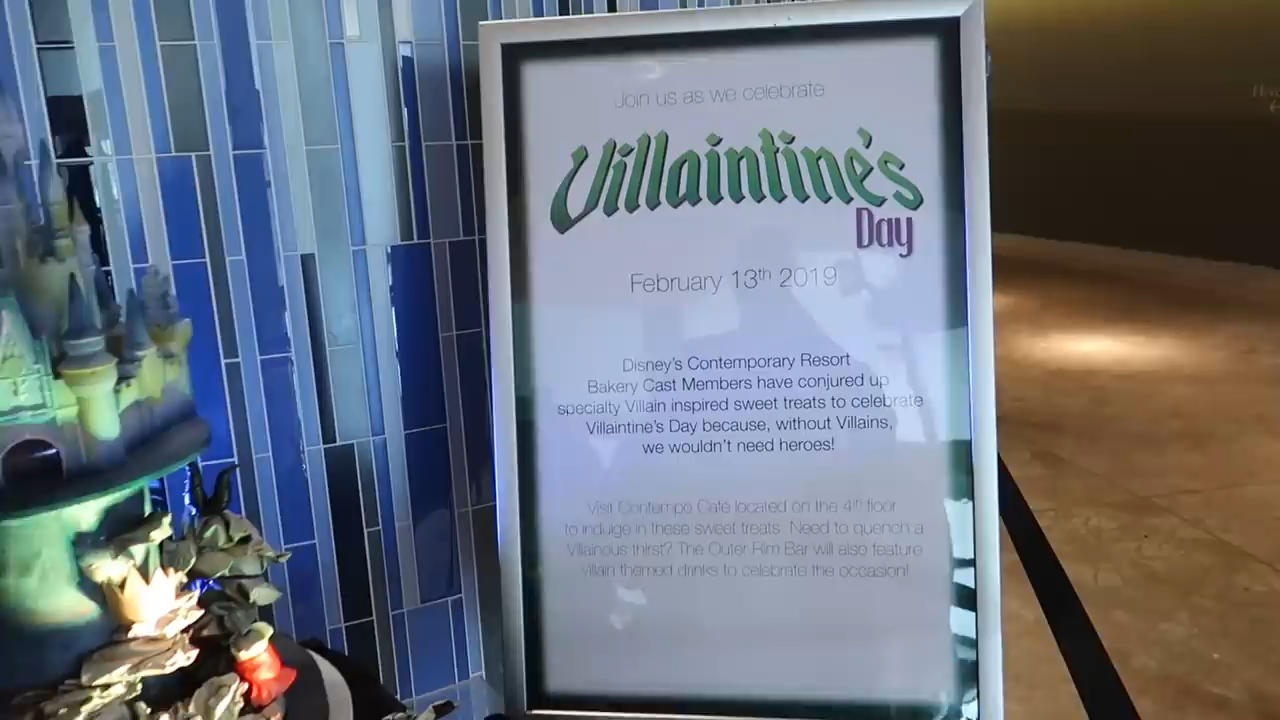 Join us as we celebrate
Villaintine's
Day
February 13th 2019
Disney's Contemporary Resort
Bakery Cast Members have conjured up
specialty Villain inspired sweet treats to celebrate
Villaintine's Day because, without Villains,
we wouldn't need heroes!
Visit Contempo Café located on the 4th floor
to indulge in these sweet treats. Need to quench a
Villainous thirst? The Outer Rim Bar will also feature
villain themed drinks to celebrate the occasion!